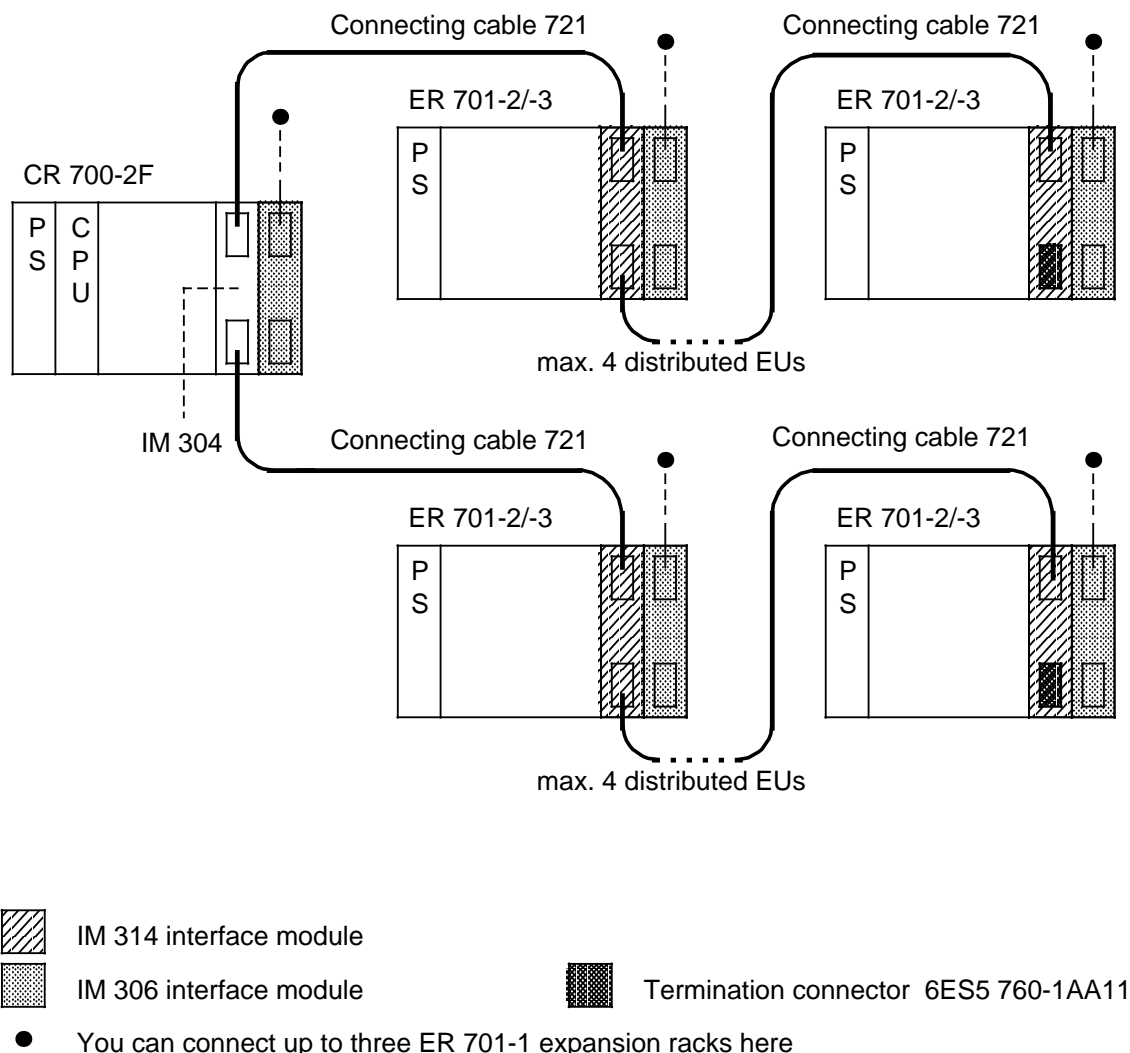 Connecting cable 721
Connecting cable 721
ER 701-2/-3
ER 701-2/-3
P
S
P
S
CR 700-2F
P
S
C
P
U
max. 4 distributed EUs
IM 304
Connecting cable 721
Connecting cable 721
ER 701-2/-3
ER 701-2/-3
P
S
P
S
max. 4 distributed EUs
IM 314 interface module
IM 306 interface module
Termination connector 6ES5 760-1AA11
You can connect up to three ER 701-1 expansion racks here